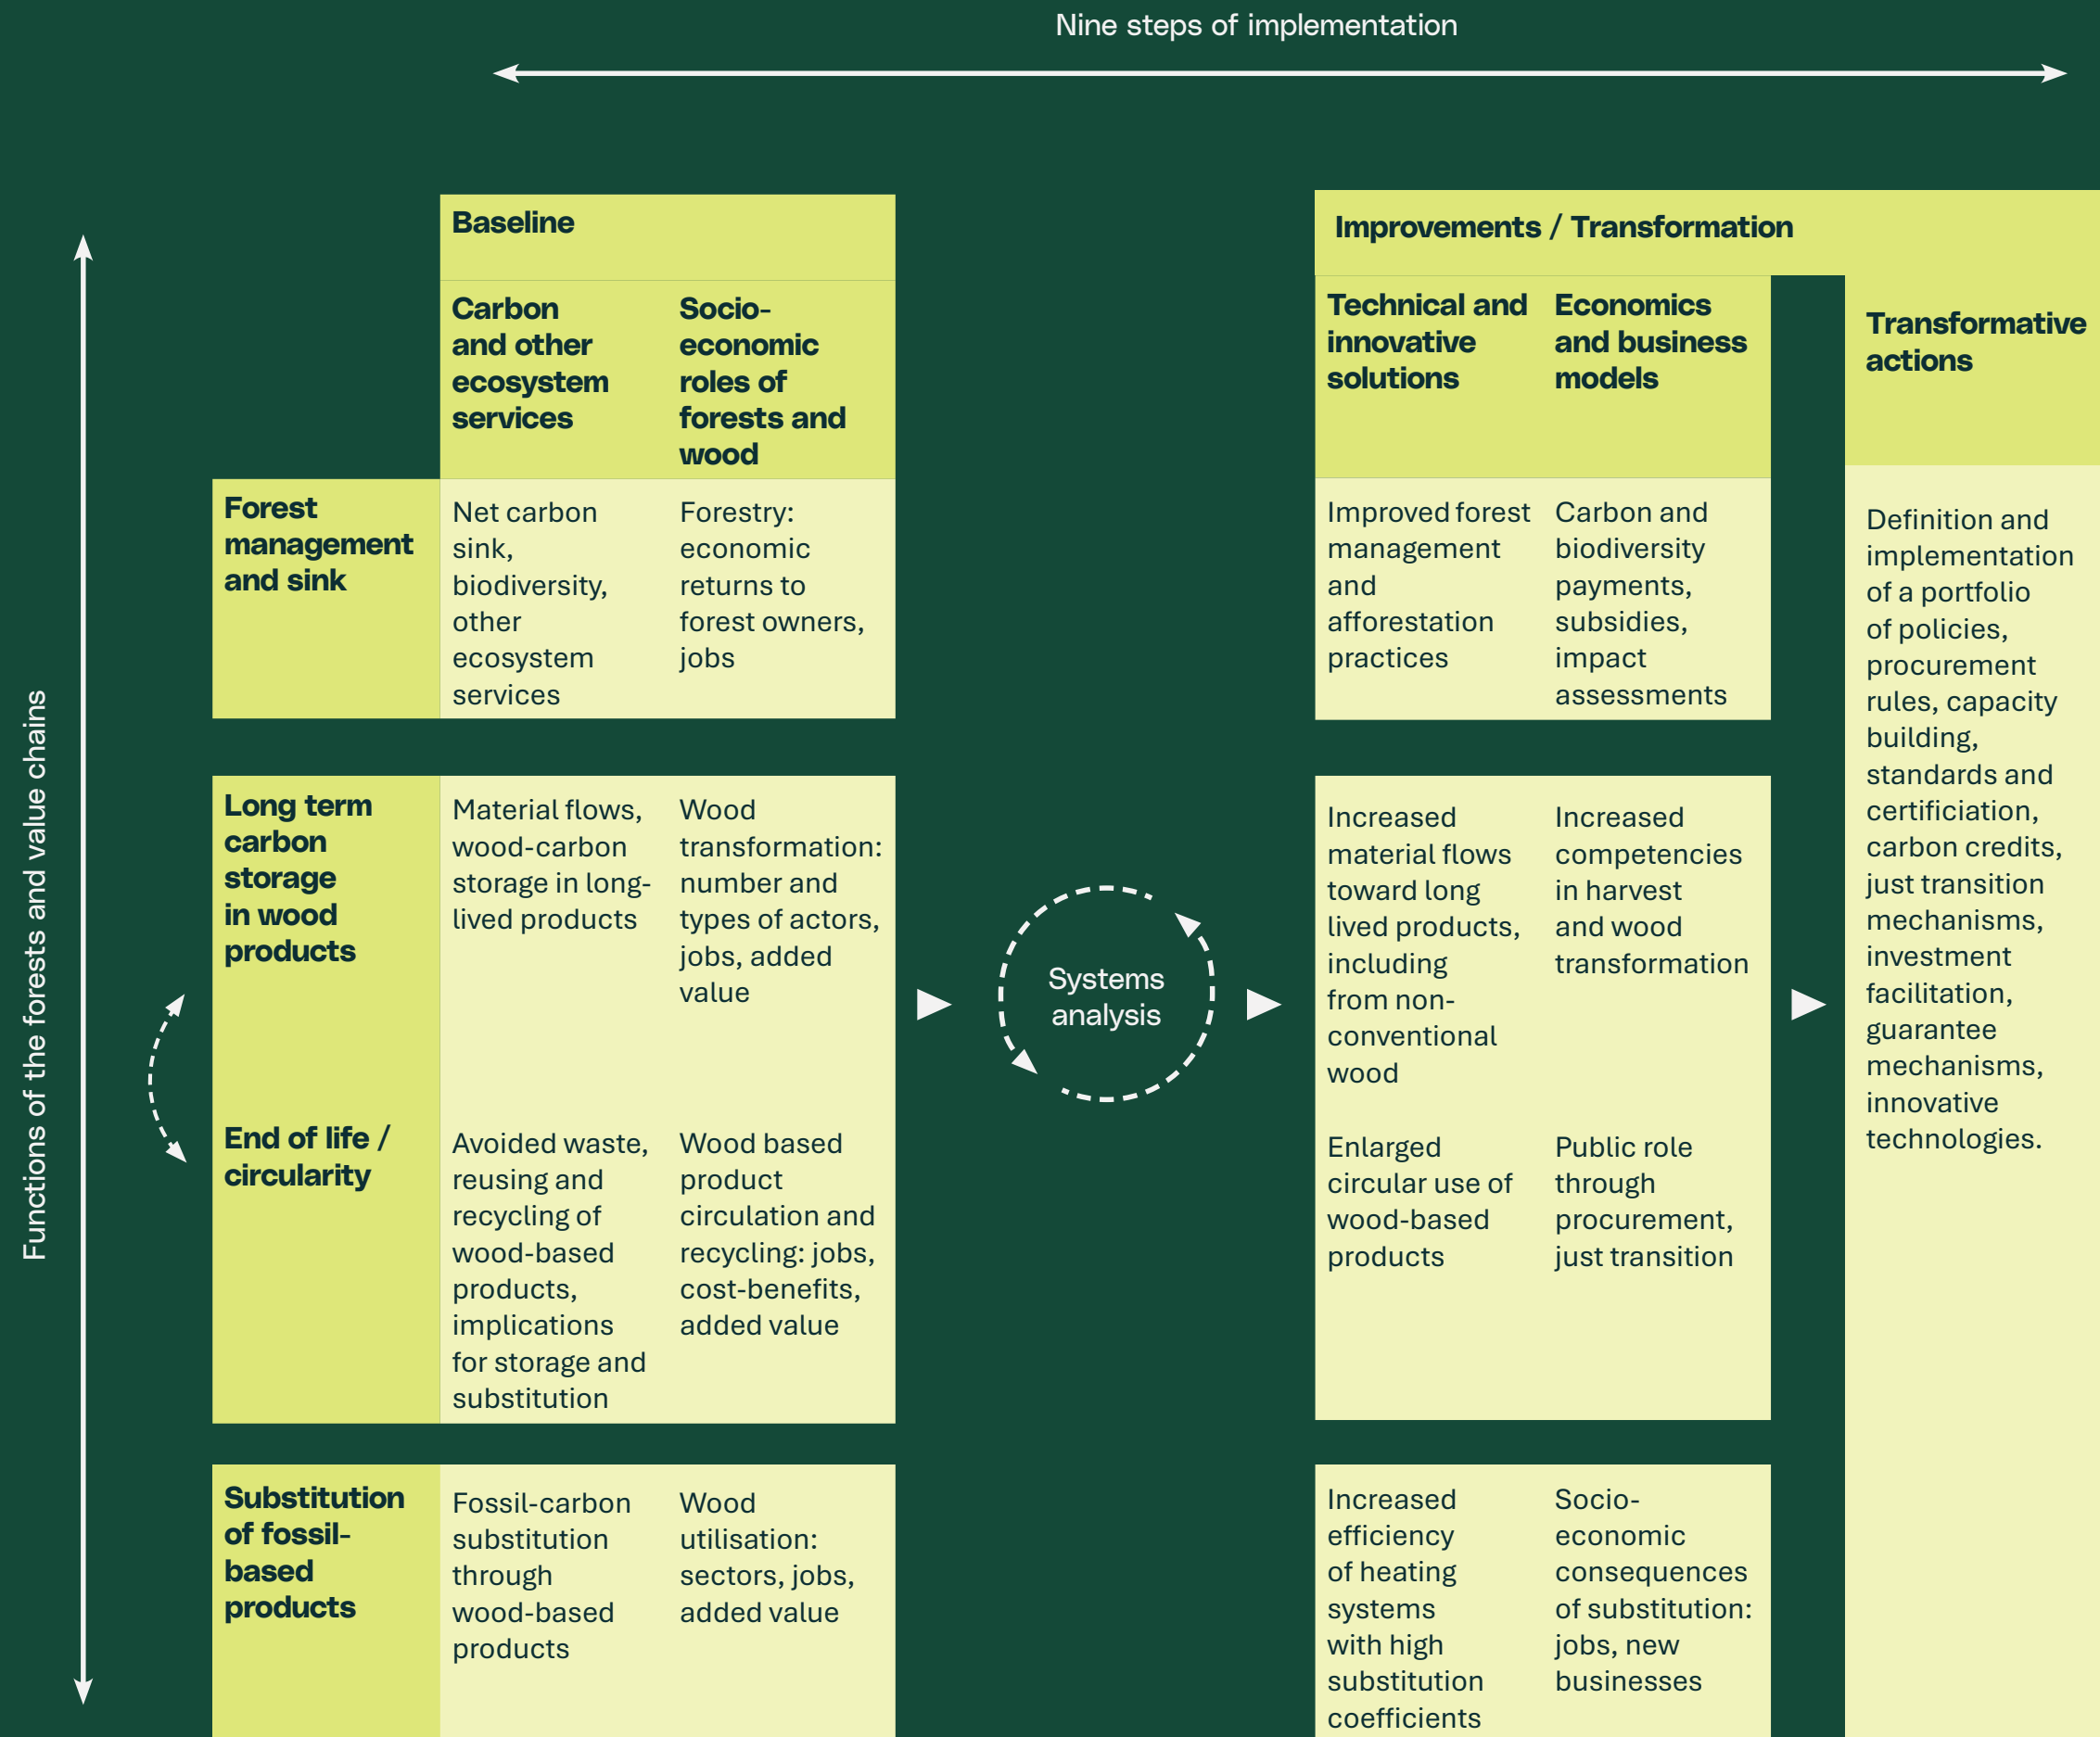 Nine steps of implementation
Functions of the forests and value chains
Baseline
Carbon
and other
ecosystem
services
Socio-
economic
roles of
forests and
wood
Improvements / Transformation
Technical and
innovative
solutions
Economics
and business
models
Transformative
actions
Forest
management
and sink
Net carbon
sink,
biodiversity,
other
ecosystem
services
Forestry:
economic
returns to
forest owners,
jobs
Improved forest
management
and
afforestation
practices
Carbon and
biodiversity
payments,
subsidies,
impact
assessments
Definition and
implementation
of a portfolio
of policies,
procurement
rules, capacity
building,
standards and
certificiation,
carbon credits,
just transition
mechanisms,
investment
facilitation,
guarantee
mechanisms,
innovative
technologies.
Long term
carbon
storage
in wood
products
Material flows,
wood-carbon
storage in long-
lived products
Wood
transformation:
number and
types of actors,
jobs, added
value
Systems
analysis
Increased
material flows
toward long
lived products,
including
from non-
conventional
wood
Increased
competencies
in harvest
and wood
transformation
End of life /
circularity
Avoided waste,
reusing and
recycling of
wood-based
products,
implications
for storage and
substitution
Wood based
product
circulation and
recycling: jobs,
cost-benefits,
added value
Enlarged
circular use of
wood-based
products
Public role
through
procurement,
just transition
Substitution
of fossil-
based
products
Fossil-carbon
substitution
through
wood-based
products
Wood
utilisation:
sectors, jobs,
added value
Increased
efficiency
of heating
systems
with high
substitution
coefficients
Socio-
economic
consequences
of substitution:
jobs, new
businesses